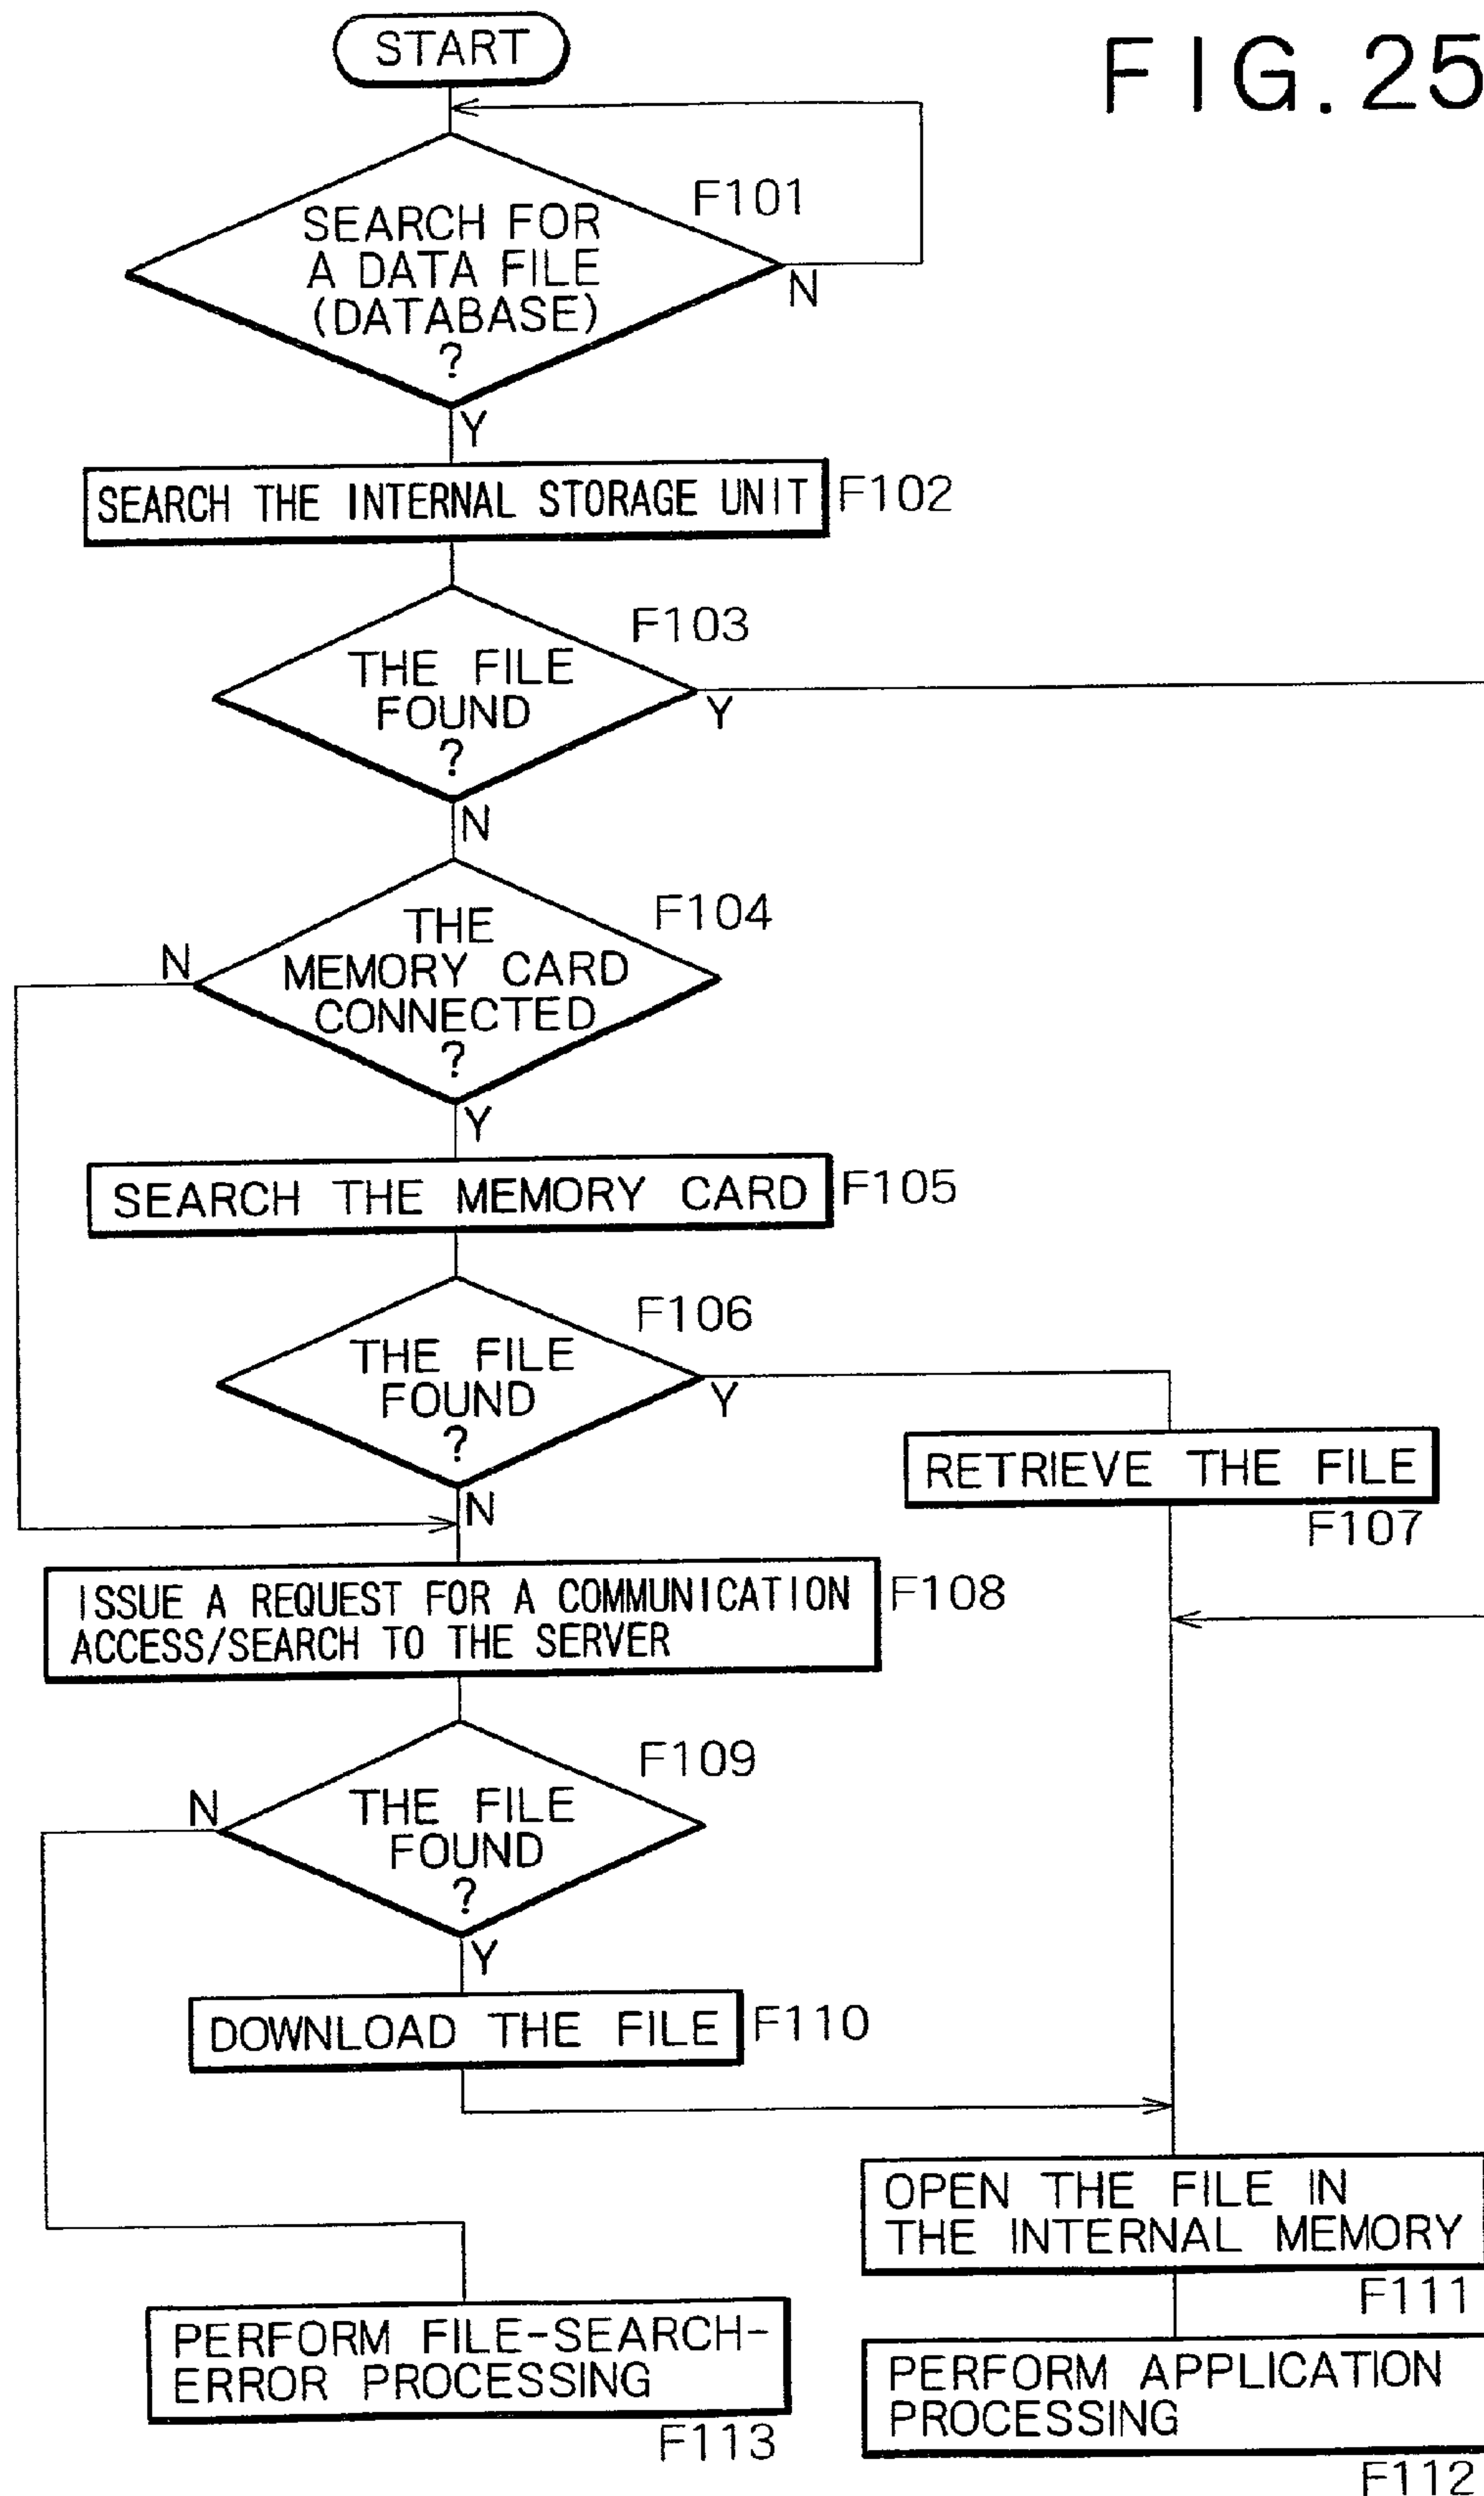 FIG. 25
START
F101
SEARCH FOR
A DATA FILE
(DATABASE)
?
N
Y
SEARCH THE INTERNAL STORAGE UNIT
F102
F103
THE FILE
FOUND
?
Y
N
F104
THE
MEMORY CARD
CONNECTED
?
N
Y
SEARCH THE MEMORY CARD
F105
F106
THE FILE
FOUND
?
Y
N
RETRIEVE THE FILE
F107
ISSUE A REQUEST FOR A COMMUNICATION
ACCESS/SEARCH TO THE SERVER
F108
F109
THE FILE
FOUND
?
N
Y
DOWNLOAD THE FILE
F110
OPEN THE FILE IN
THE INTERNAL MEMORY
F111
PERFORM FILE-SEARCH-
ERROR PROCESSING
F113
PERFORM APPLICATION
PROCESSING
F112